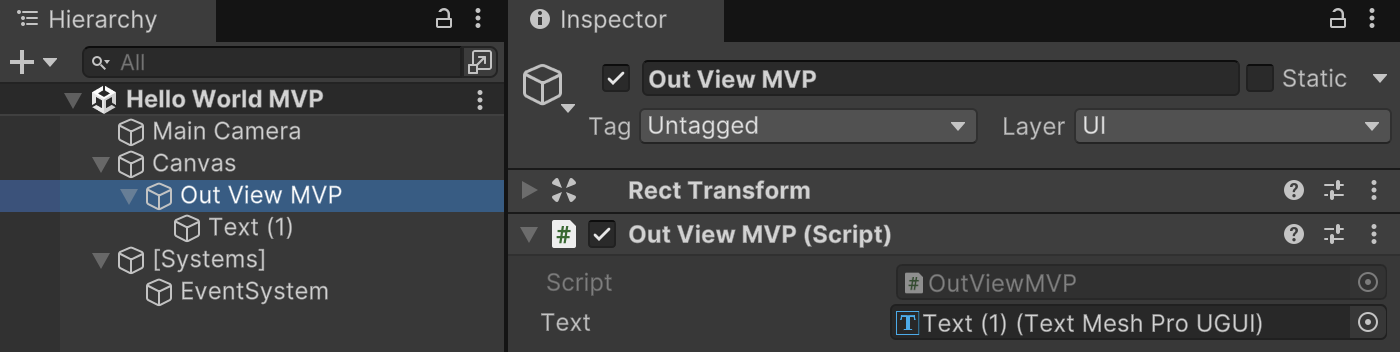 Hierarchy
All
Hello World MVP
Main Camera
Canvas
Out View MVP
Text (1)
[Systems]
EventSystem
Inspector
Out View MVP
Static
Tag Untagged Layer UI
Rect Transform
Out View MVP (Script)
Script # OutViewMVP
Text T Text (1) (Text Mesh Pro UGUI)